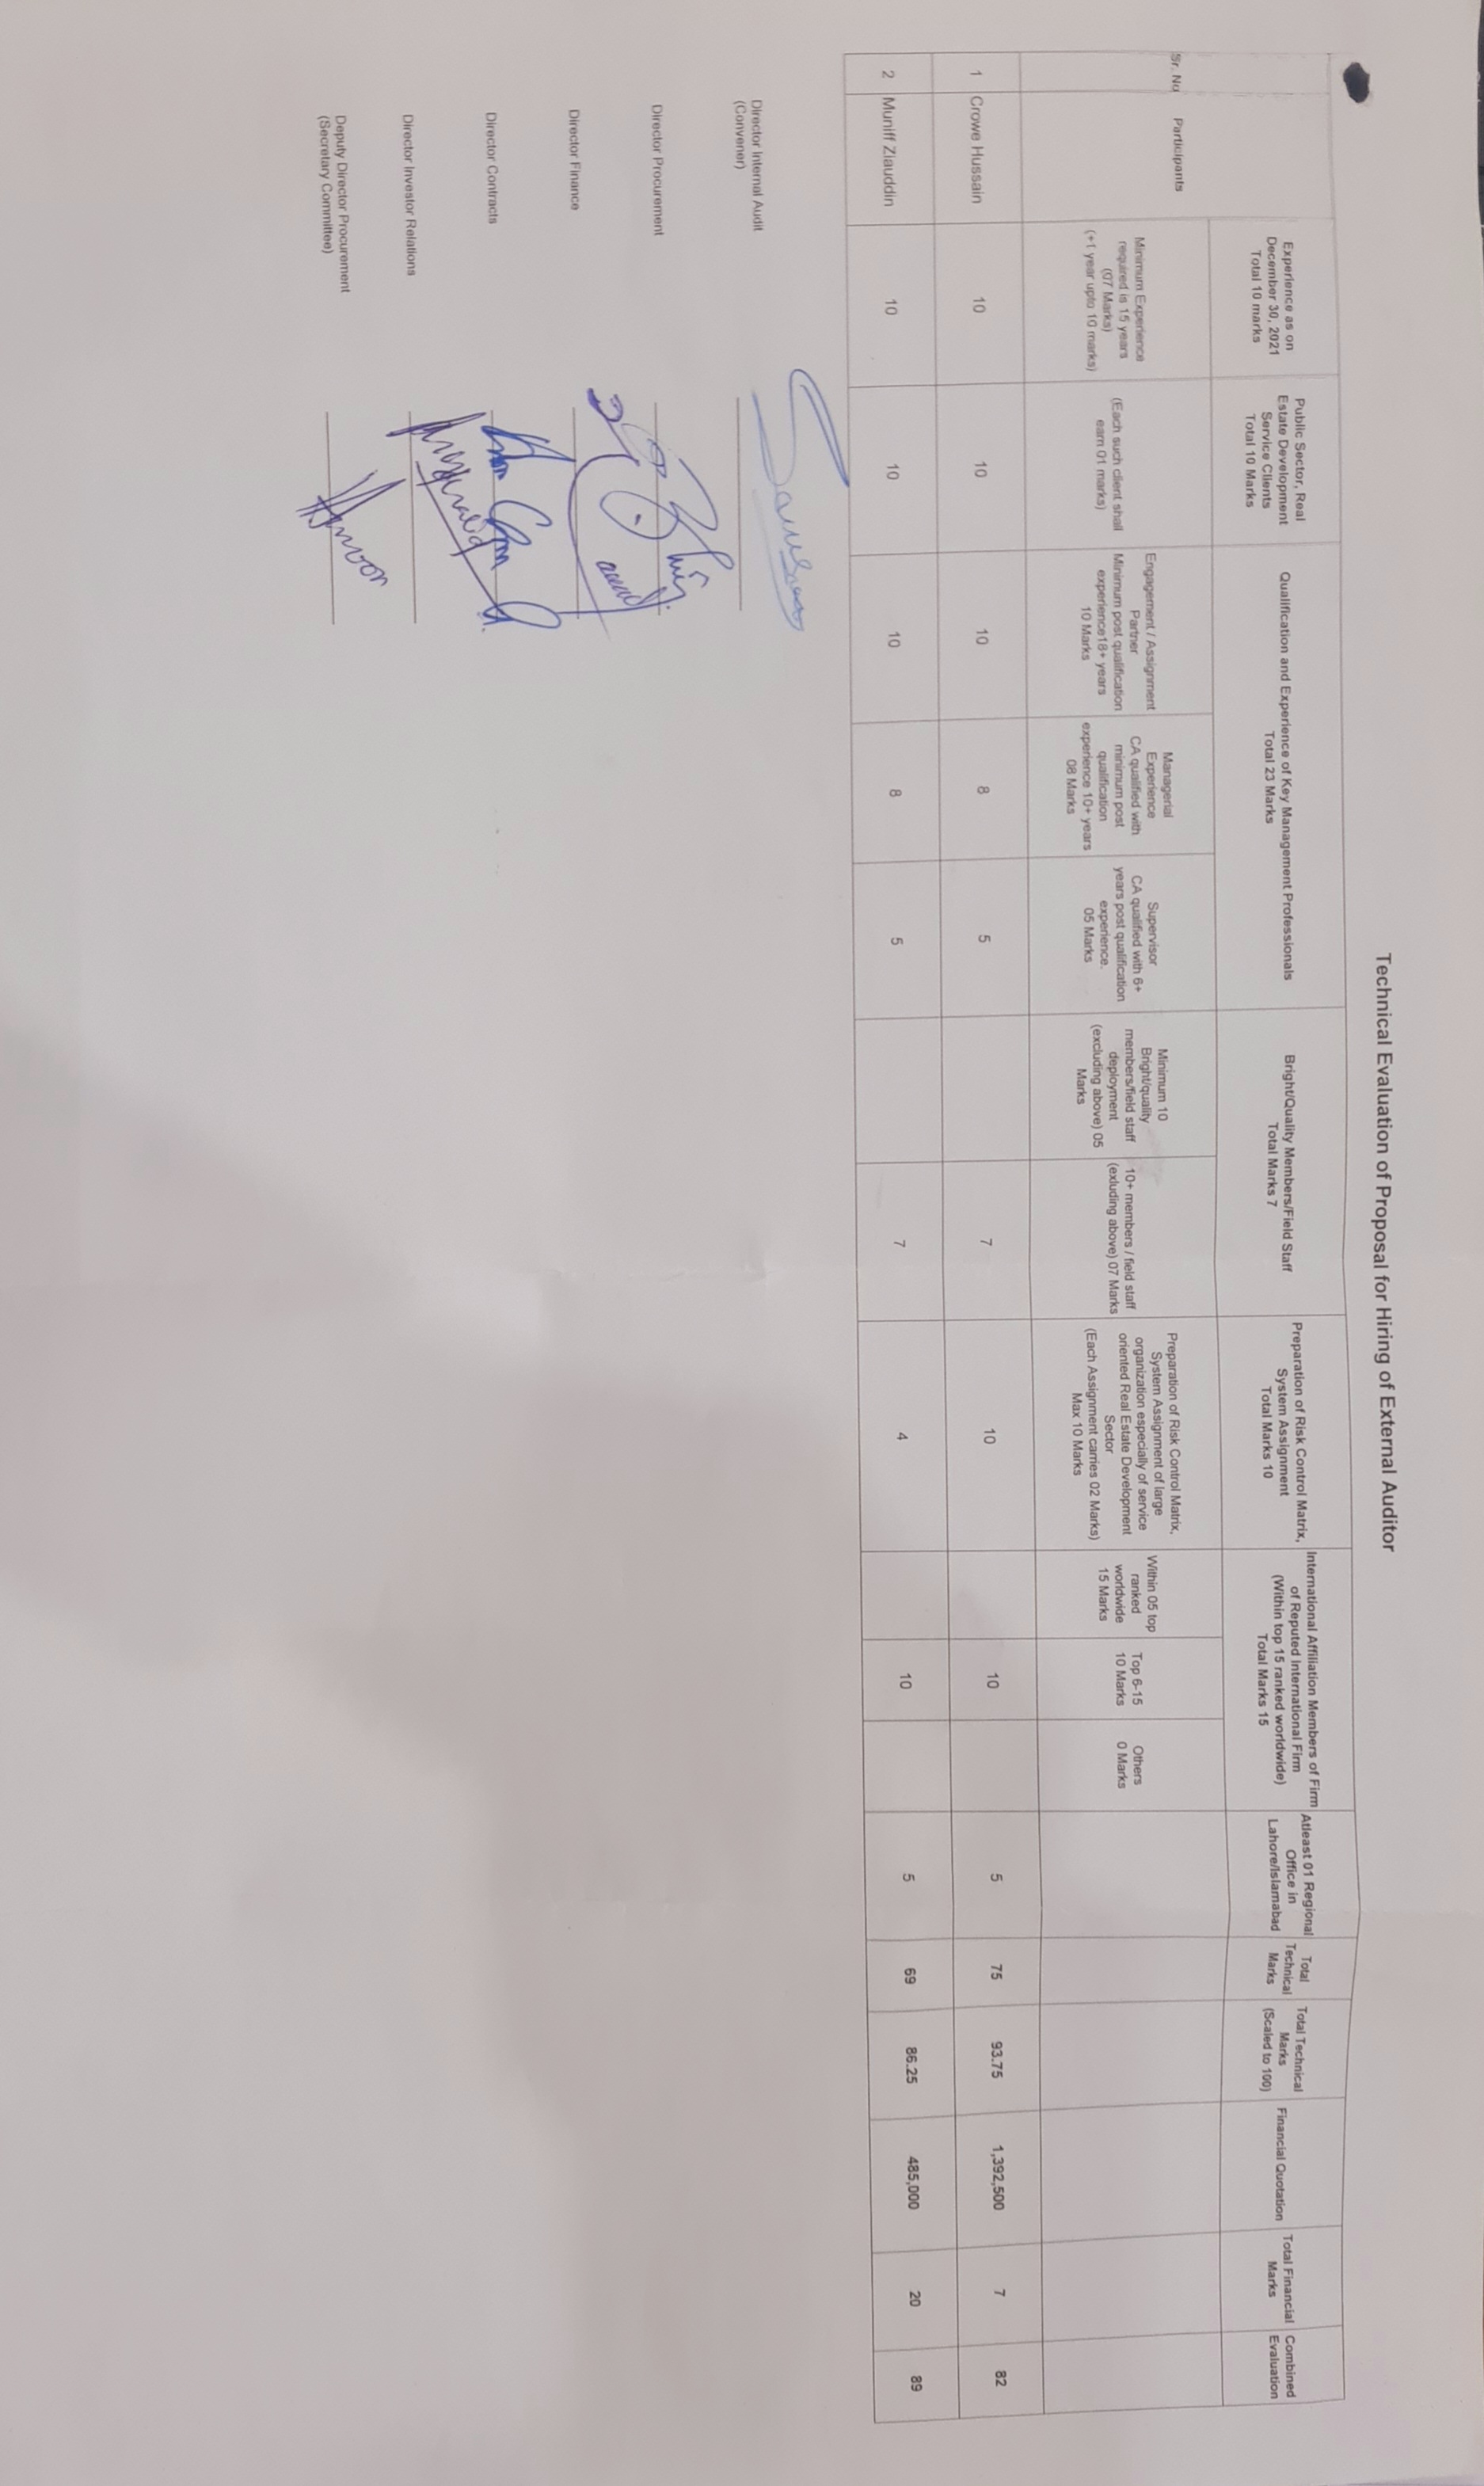 Technical Evaluation of Proposal for Hiring of External Auditor
Sr. No
Participants
Experience as on
December 30, 2021
Total 10 marks
Public Sector, Real
Estate Development
Service Clients
Total 10 Marks
Qualification and Experience of Key Management Professionals
Total 23 Marks
Bright/Quality Members/Field Staff
Total Marks 7
Preparation of Risk Control Matrix,
System Assignment
Total Marks 10
International Affiliation Members of Firm
of Reputed International Firm
(Within top 15 ranked worldwide)
Total Marks 15
Atleast 01 Regional
Office in
Lahore/Islamabad
Total
Technical
Marks
Total Technical
Marks
(Scaled to 100)
Financial Quotation
Total Financial
Marks
Combined
Evaluation
Minimum Experience
required is 15 years
(07 Marks)
(+1 year upto 10 marks)
(Each such client shall
earn 01 marks)
Engagement / Assignment
Partner
Minimum post qualification
experience18+ years
10 Marks
Managerial
Experience
CA qualified with
minimum post
qualification
experience 10+ years
08 Marks
Supervisor
CA qualified with 6+
years post qualification
experience.
05 Marks
Minimum 10
Bright/quality
members/field staff
deployment
(excluding above) 05
Marks
10+ members / field staff
(exluding above) 07 Marks
Preparation of Risk Control Matrix,
System Assignment of large
organization especially of service
oriented Real Estate Development
Sector
(Each Assignment carries 02 Marks)
Max 10 Marks
Within 05 top
ranked
worldwide
15 Marks
Top 6-15
10 Marks
Others
0 Marks
1 Crowe Hussain 10 10 10 8 5 7 10 10 5 75 93.75 1,392,500 7 82
2 Muniff Ziauddin 10 10 10 8 5 7 4 10 5 69 86.25 485,000 20 89
Director Internal Audit
(Convener)
Director Procurement
Director Finance
Director Contracts
Director Investor Relations
Deputy Director Procurement
(Secretary Committee)